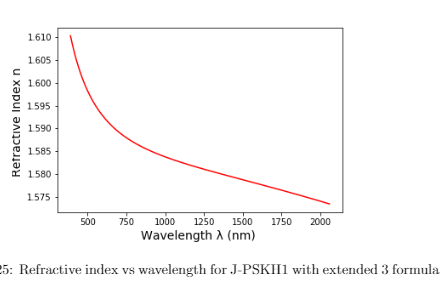 1.610
1.605
1.600
1.595
1.590
1.585
1.580
1.575
Refractive Index n
500 750 1000 1250 1500 1750 2000
Wavelength λ (nm)
25: Refractive index vs wavelength for J-PSKH1 with extended 3 formula